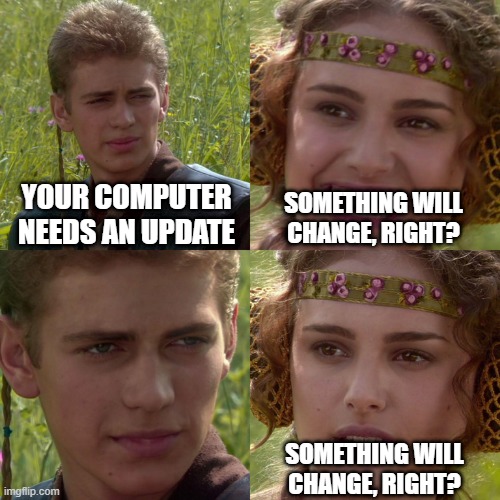 YOUR COMPUTER
NEEDS AN UPDATE
SOMETHING WILL
CHANGE, RIGHT?
SOMETHING WILL
CHANGE, RIGHT?
imgflip.com